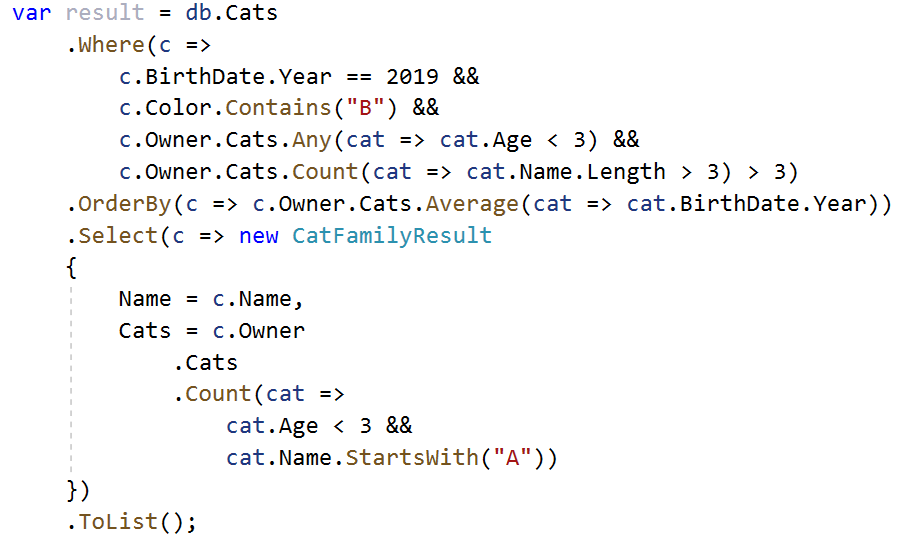 var result = db.Cats
    .Where(c =>
        c.BirthDate.Year == 2019 &&
        c.Color.Contains("B") &&
        c.Owner.Cats.Any(cat => cat.Age < 3) &&
        c.Owner.Cats.Count(cat => cat.Name.Length > 3) > 3)
    .OrderBy(c => c.Owner.Cats.Average(cat => cat.BirthDate.Year))
    .Select(c => new CatFamilyResult
    {
        Name = c.Name,
        Cats = c.Owner
            .Cats
            .Count(cat =>
                cat.Age < 3 &&
                cat.Name.StartsWith("A"))
    })
    .ToList();